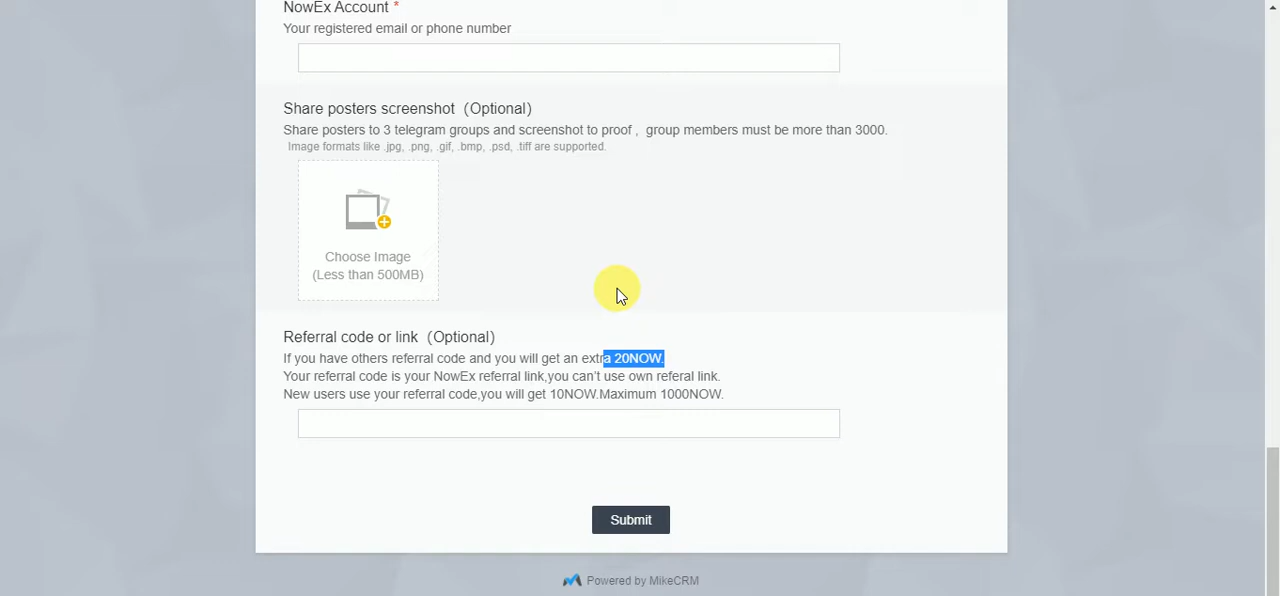 NowEx Account *
Your registered email or phone number
Share posters screenshot（Optional）
Share posters to 3 telegram groups and screenshot to proof， group members must be more than 3000.
Image formats like .jpg, .png, .gif, .bmp, .psd, .tiff are supported.
Choose Image
(Less than 500MB)
Referral code or link（Optional）
If you have others referral code and you will get an extra 20NOW.
Your referral code is your NowEx referral link,you can't use own referal link.
New users use your referral code,you will get 10NOW.Maximum 1000NOW.
Submit
Powered by MikeCRM